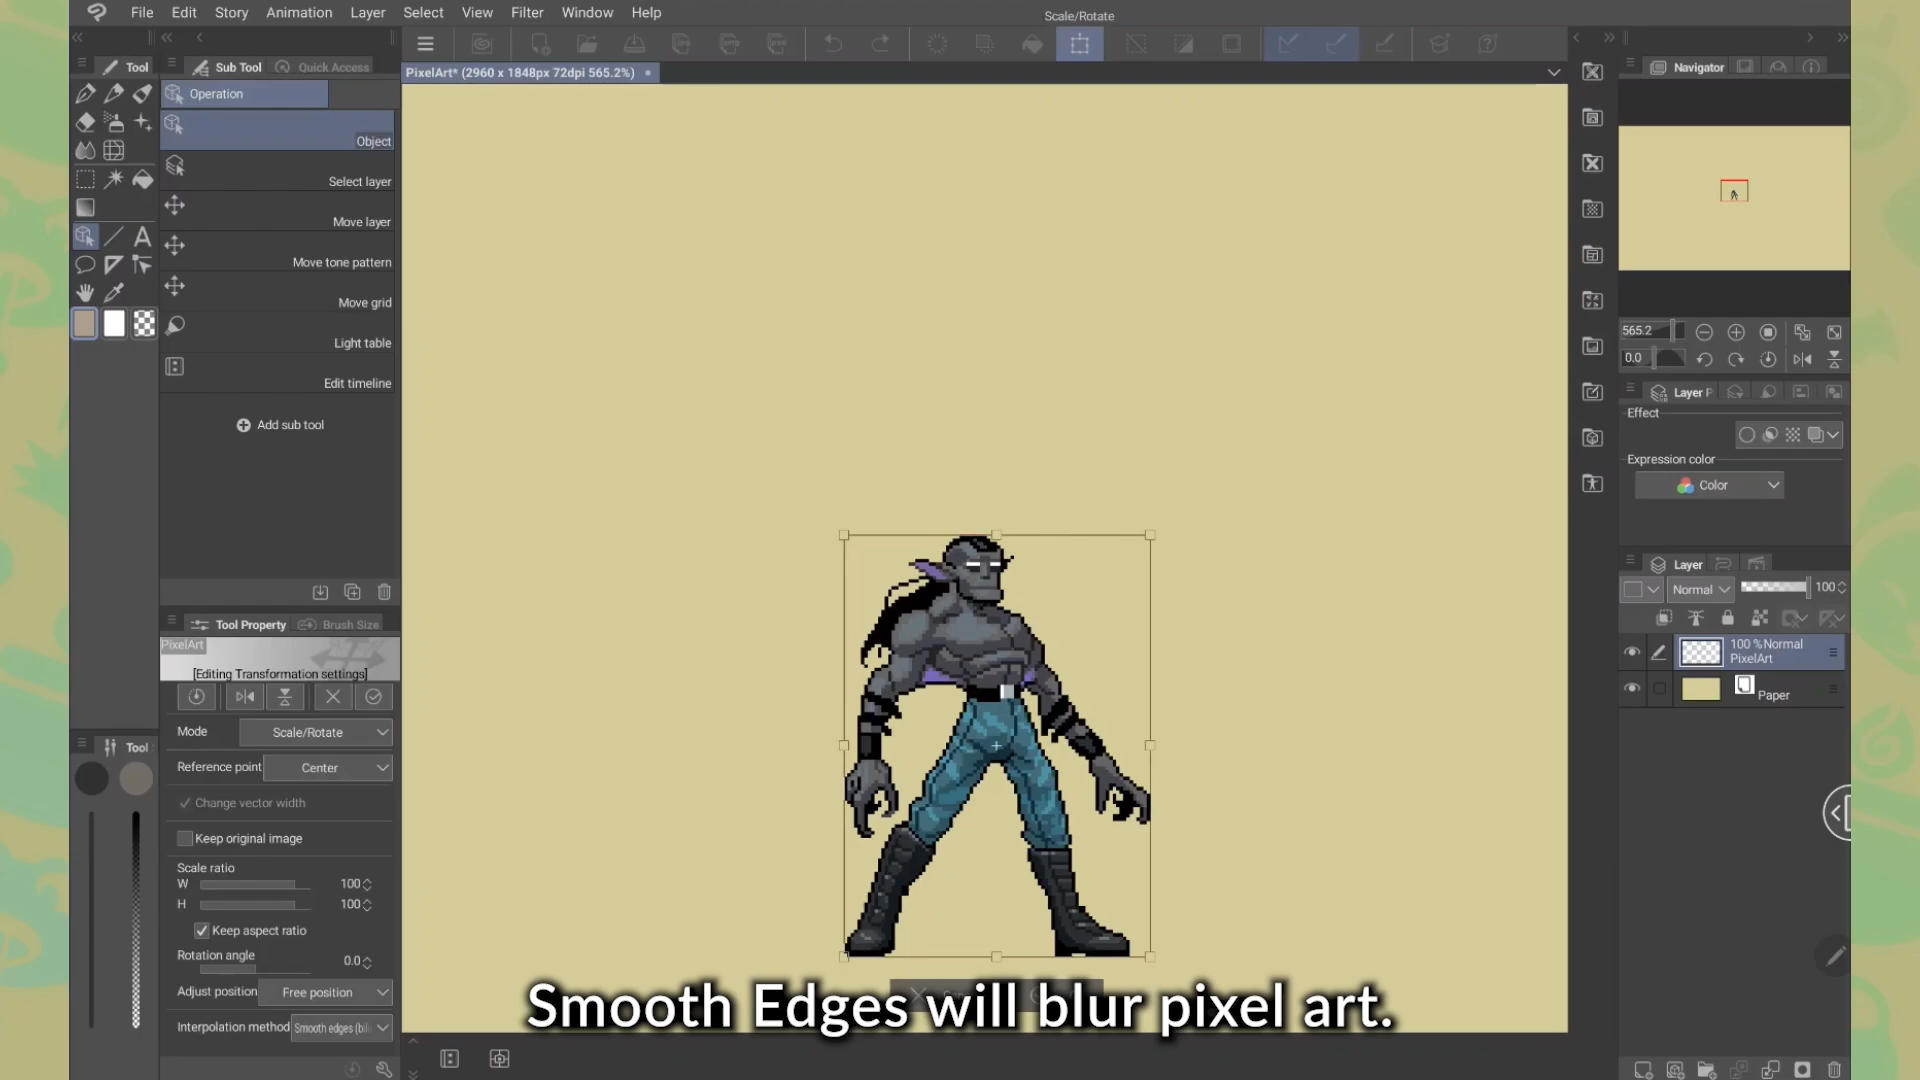 File Edit Story Animation Layer Select View Filter Window Help
Scale/Rotate
Tool
Sub Tool
Quick Access
PixelArt* (2960 x 1848px 72dpi 565.2%)
Navigator
Operation
Object
Select layer
Move layer
Move tone pattern
Move grid
Light table
Edit timeline
Add sub tool
565.2
0.0
Layer P
Effect
Expression color
Color
Layer
Normal
100
100 %Normal
PixelArt
Paper
Tool Property
Brush Size
PixelArt
[Editing Transformation settings]
Mode
Scale/Rotate
Reference point
Center
Change vector width
Keep original image
Scale ratio
W 100
H 100
Keep aspect ratio
Rotation angle
0.0
Adjust position
Free position
Interpolation method
Smooth edges (bil
Tool
Smooth Edges will blur pixel art.